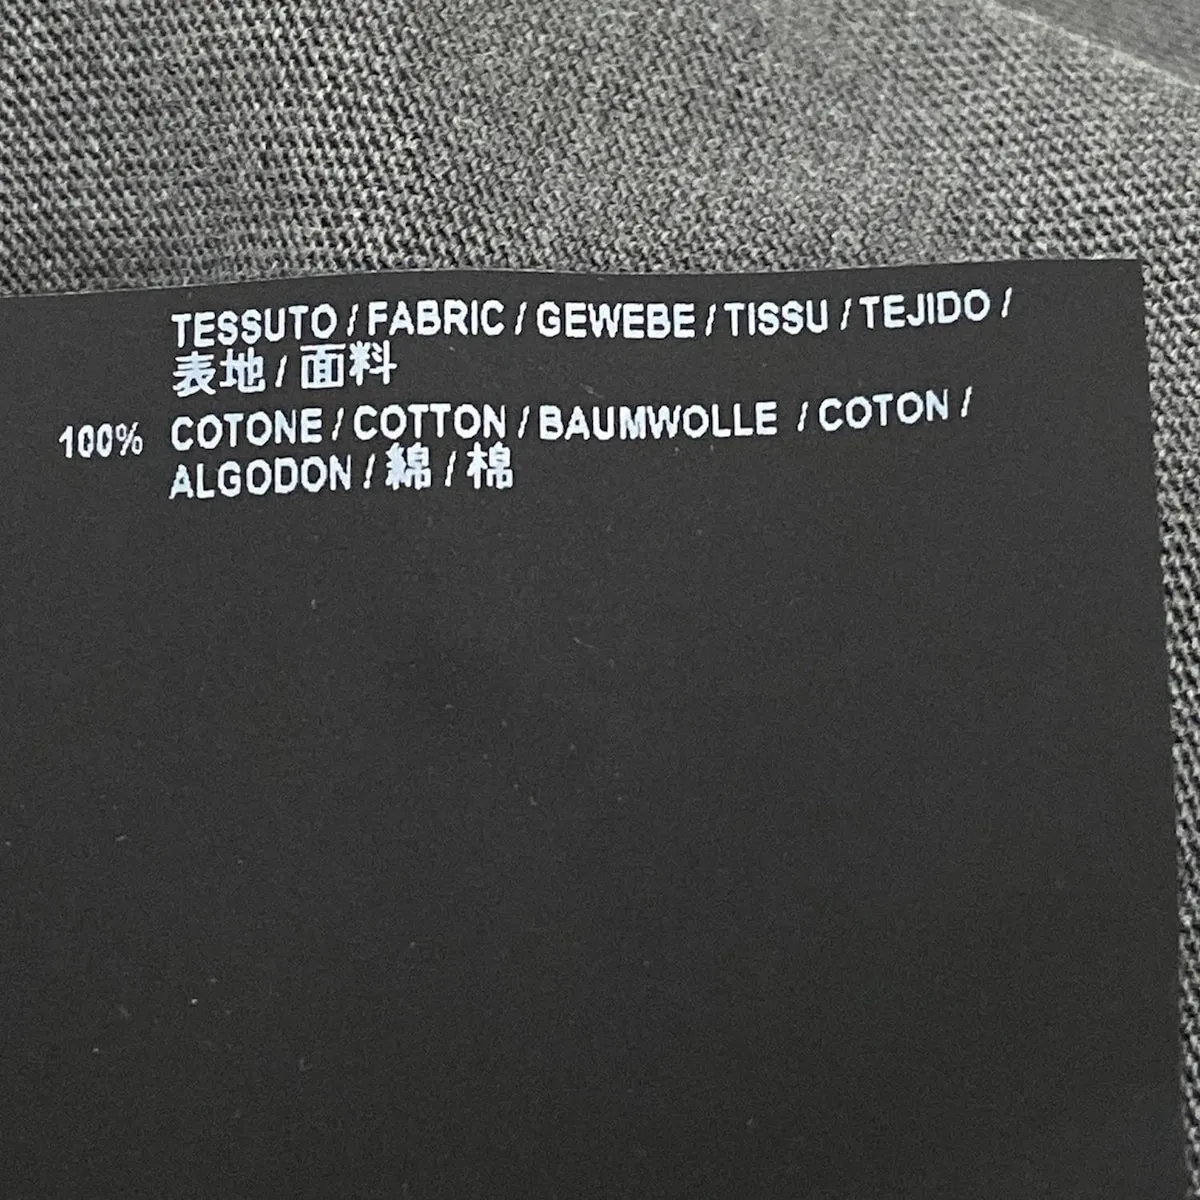 TESSUTO / FABRIC / GEWEBE / TISSU / TEJIDO /
表地 / 面料
100% COTONE / COTTON / BAUMWOLLE / COTON /
ALGODON / 綿 / 棉